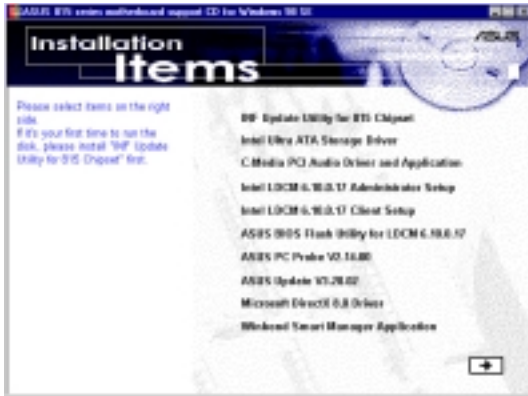 ASUS 815 series motherboard support CD for Windows 98 SE
Installation
Items
ASUS
Please select items on the right
side.
If it's your first time to run the
disk, please install "INF Update
Utility for 815 Chipset" first.
INF Update Utility for 815 Chipset
Intel Ultra ATA Storage Driver
C-Media PCI Audio Driver and Application
Intel LDCM 6.10.0.17 Administrator Setup
Intel LDCM 6.10.0.17 Client Setup
ASUS BIOS Flash Utility for LDCM 6.10.0.17
ASUS PC Probe V2.14.00
ASUS Update V3.20.02
Microsoft DirectX 8.0 Driver
Winbond Smart Manager Application